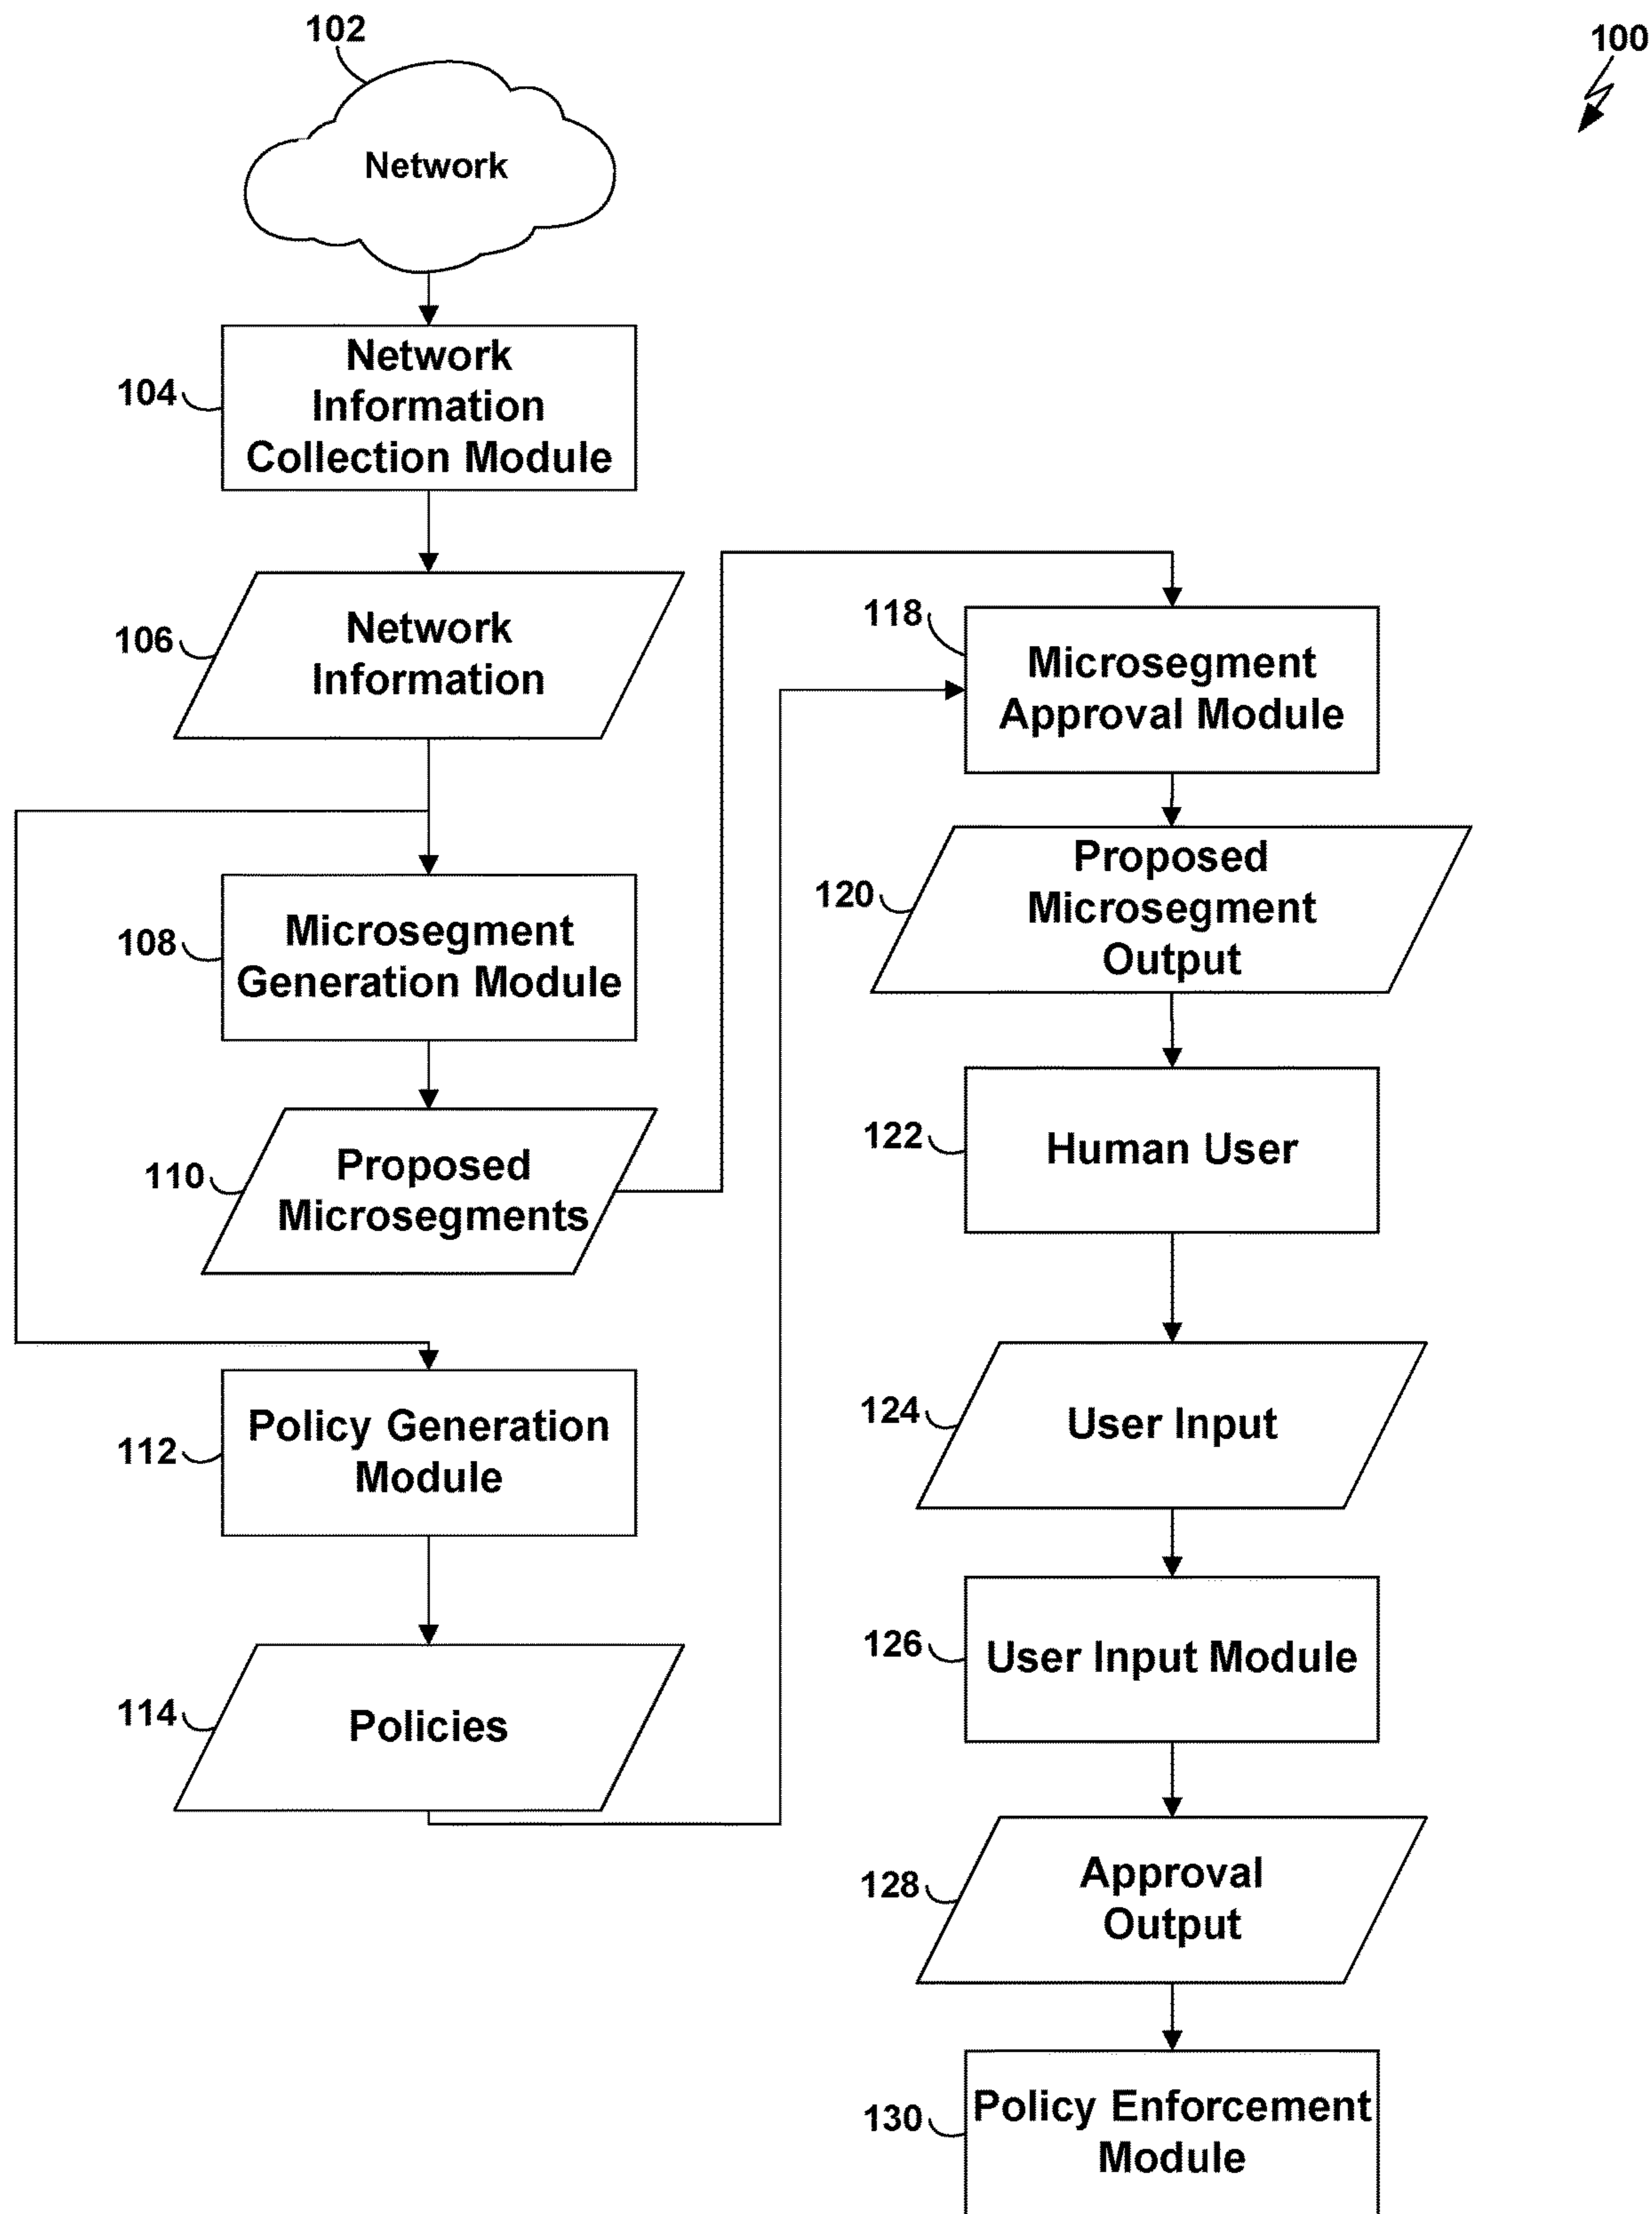 102
100
Network
104
Network
Information
Collection Module
106
Network
Information
108
Microsegment
Generation Module
110
Proposed
Microsegments
112
Policy Generation
Module
114
Policies
118
Microsegment
Approval Module
120
Proposed
Microsegment
Output
122
Human User
124
User Input
126
User Input Module
128
Approval
Output
130
Policy Enforcement
Module